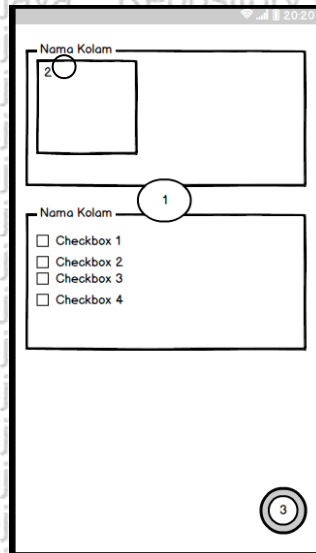 20:20
Nama Kolam
2
1
Nama Kolam
Checkbox 1
Checkbox 2
Checkbox 3
Checkbox 4
3